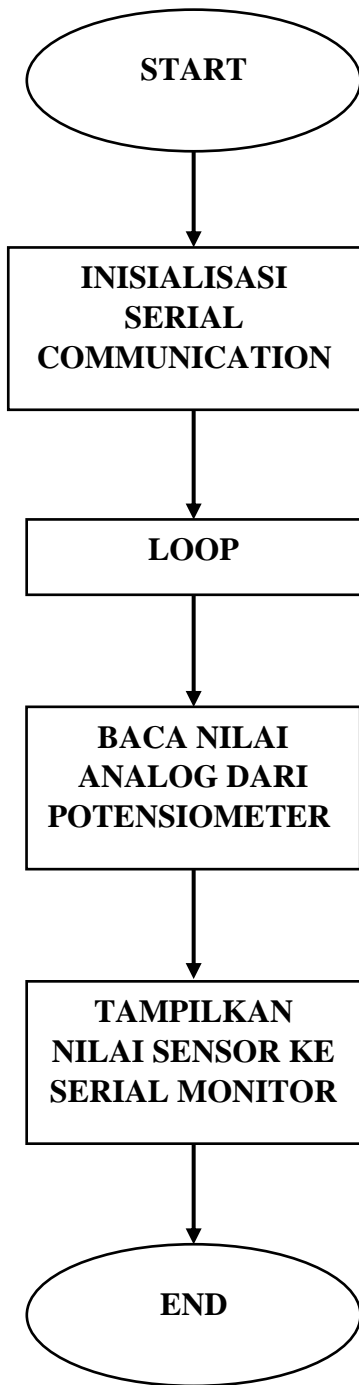 START
INISIALISASI
SERIAL
COMMUNICATION
LOOP
BACA NILAI
ANALOG DARI
POTENSIOMETER
TAMPILKAN
NILAI SENSOR KE
SERIAL MONITOR
END